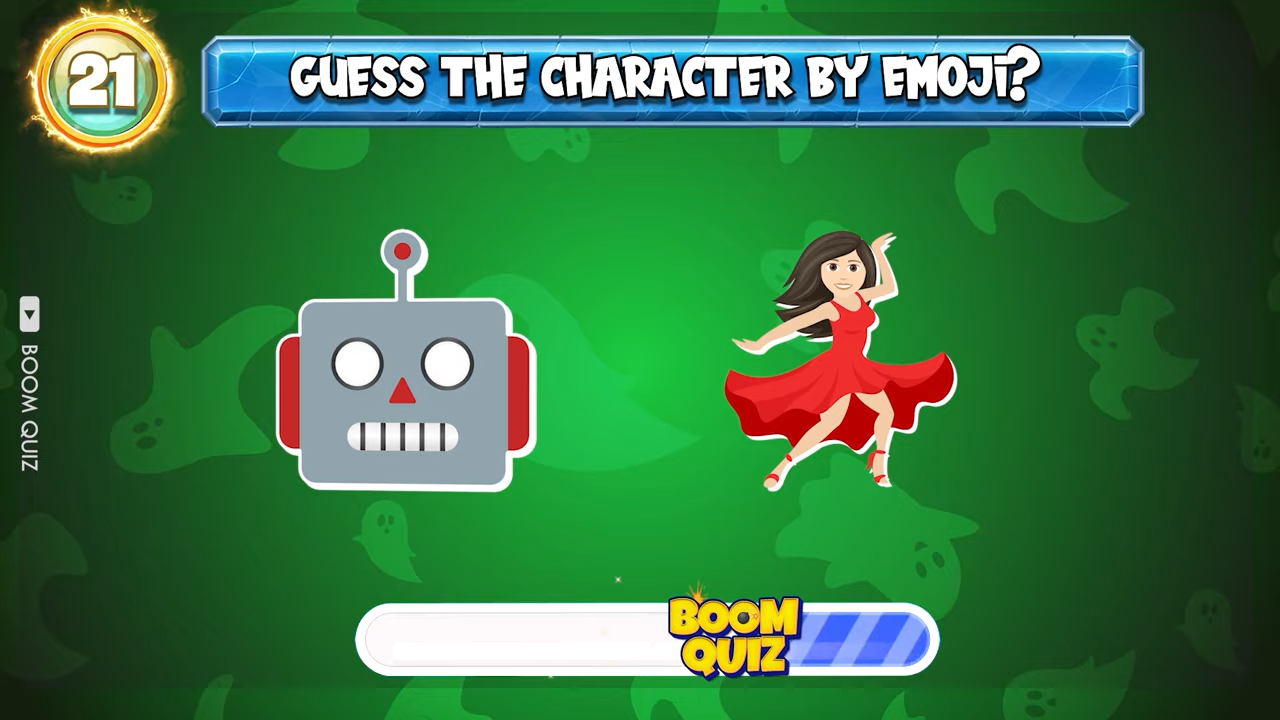 21
GUESS THE CHARACTER BY EMOJi?
BOOM QUIZ
BOOM
QUIZ